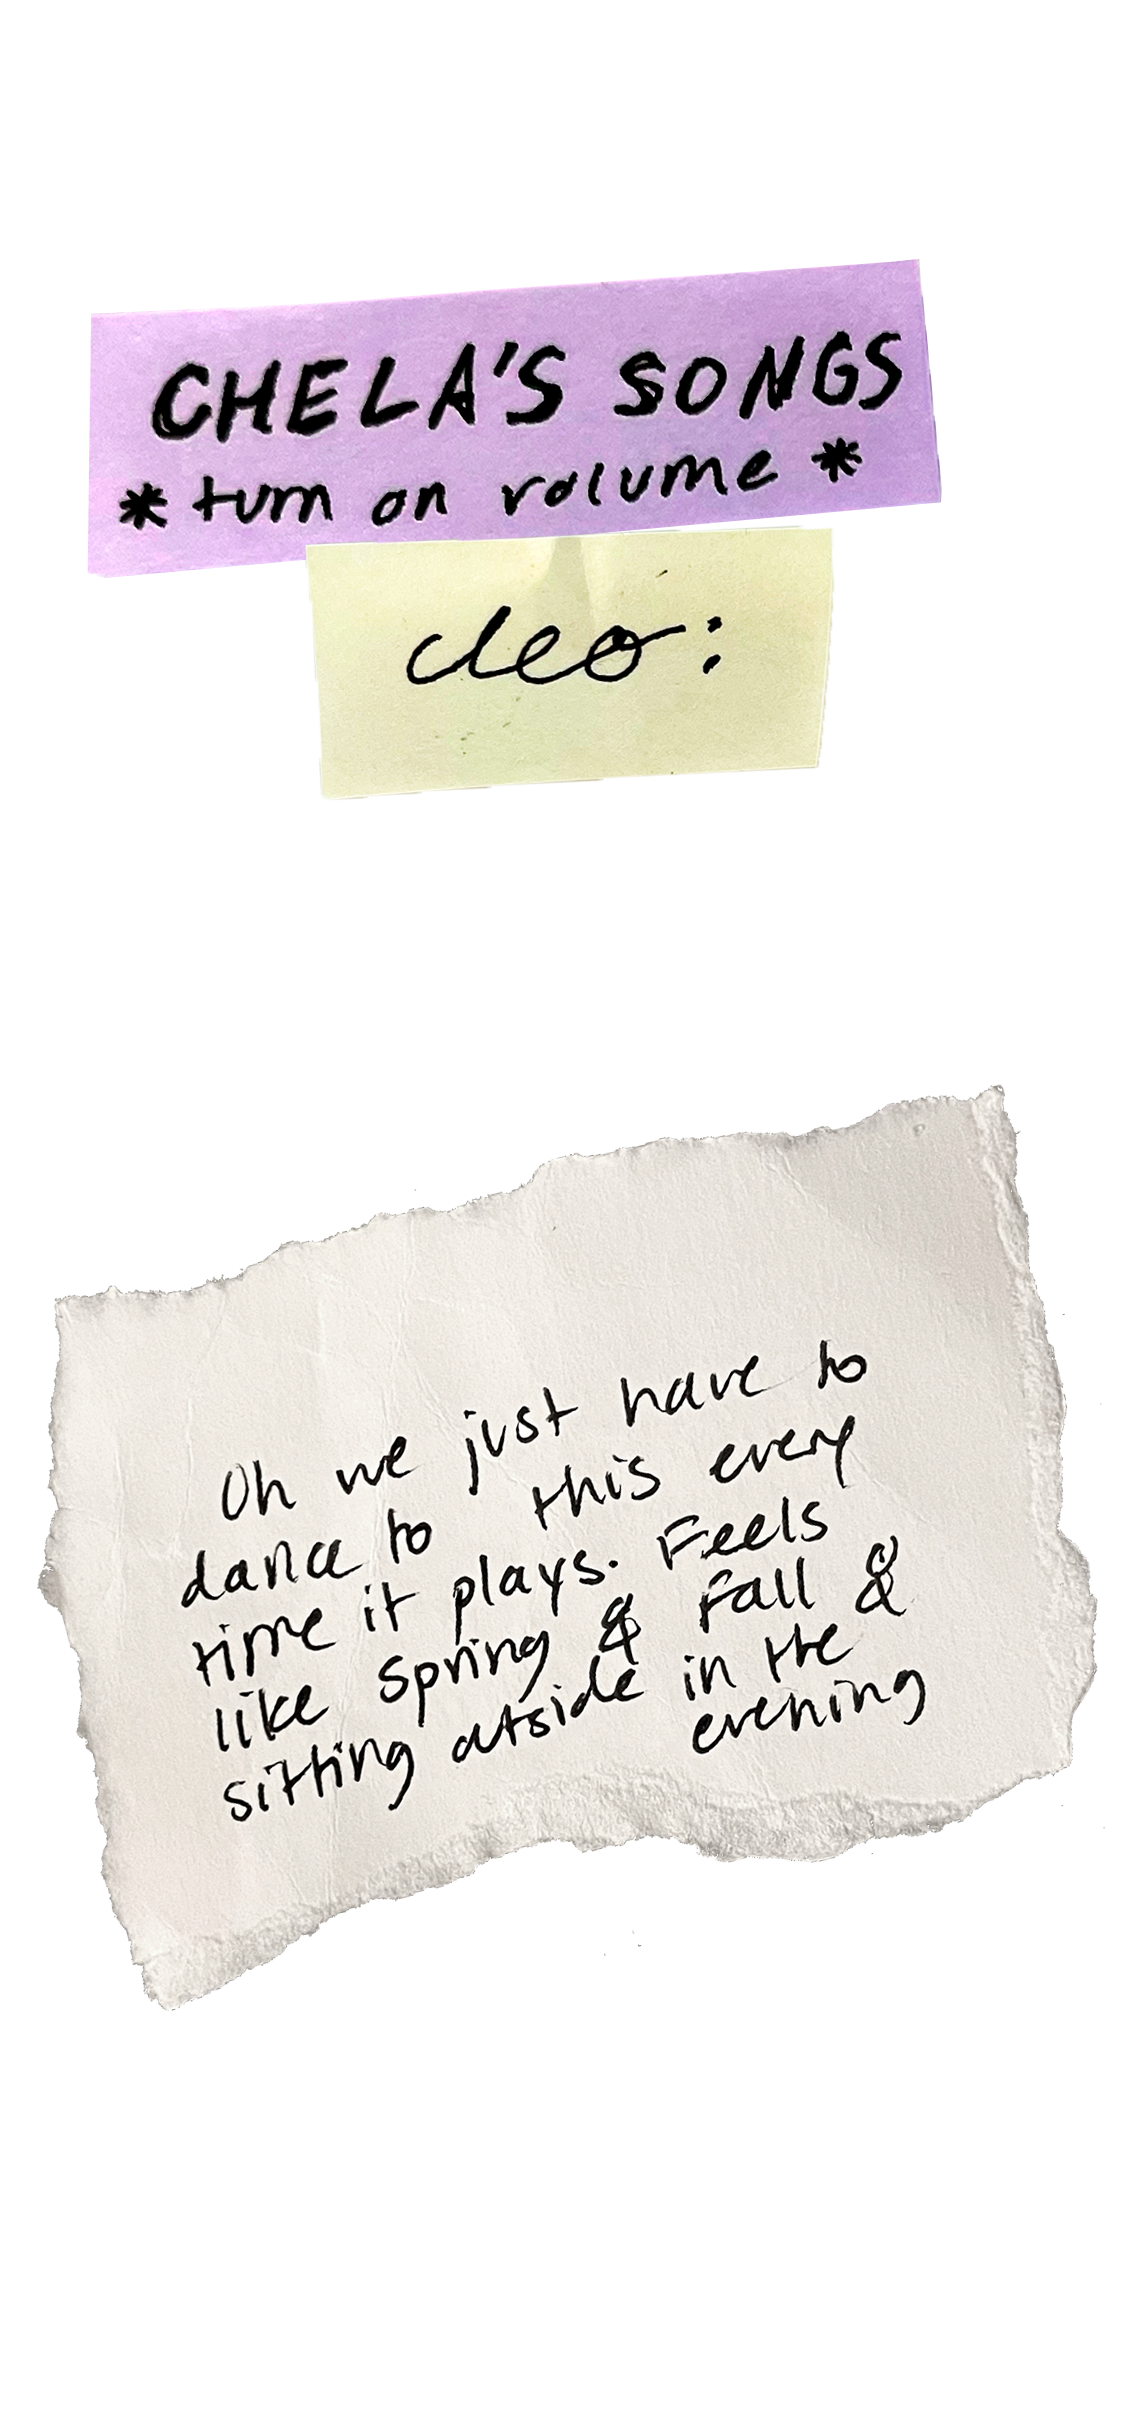 CHELA'S SONGS
* turn on volume *
cleo:
Oh we just have to
dance to this every
time it plays. Feels
like Spring & Fall &
sitting outside in the
evening